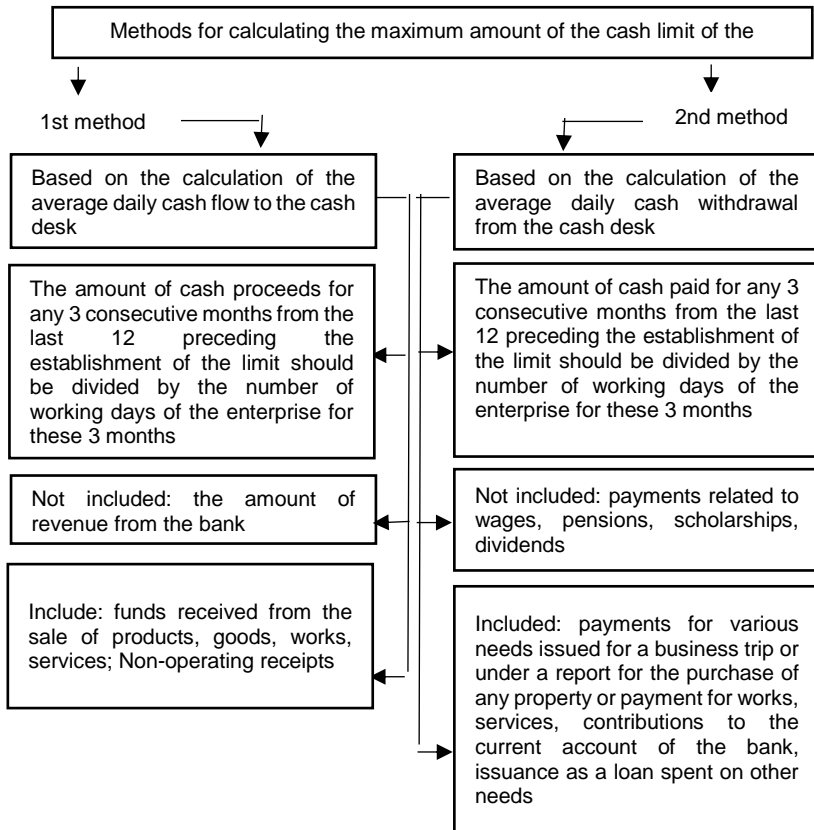 Methods for calculating the maximum amount of the cash limit of the
1st method
2nd method
Based on the calculation of the
average daily cash flow to the cash
desk
Based on the calculation of the
average daily cash withdrawal
from the cash desk
The amount of cash proceeds for
any 3 consecutive months from the
last 12 preceding the
establishment of the limit should
be divided by the number of
working days of the enterprise for
these 3 months
The amount of cash paid for any 3
consecutive months from the last
12 preceding the establishment of
the limit should be divided by the
number of working days of the
enterprise for these 3 months
Not included: the amount of
revenue from the bank
Not included: payments related to
wages, pensions, scholarships,
dividends
Include: funds received from the
sale of products, goods, works,
services; Non-operating receipts
Included: payments for various
needs issued for a business trip or
under a report for the purchase of
any property or payment for works,
services, contributions to the
current account of the bank,
issuance as a loan spent on other
needs